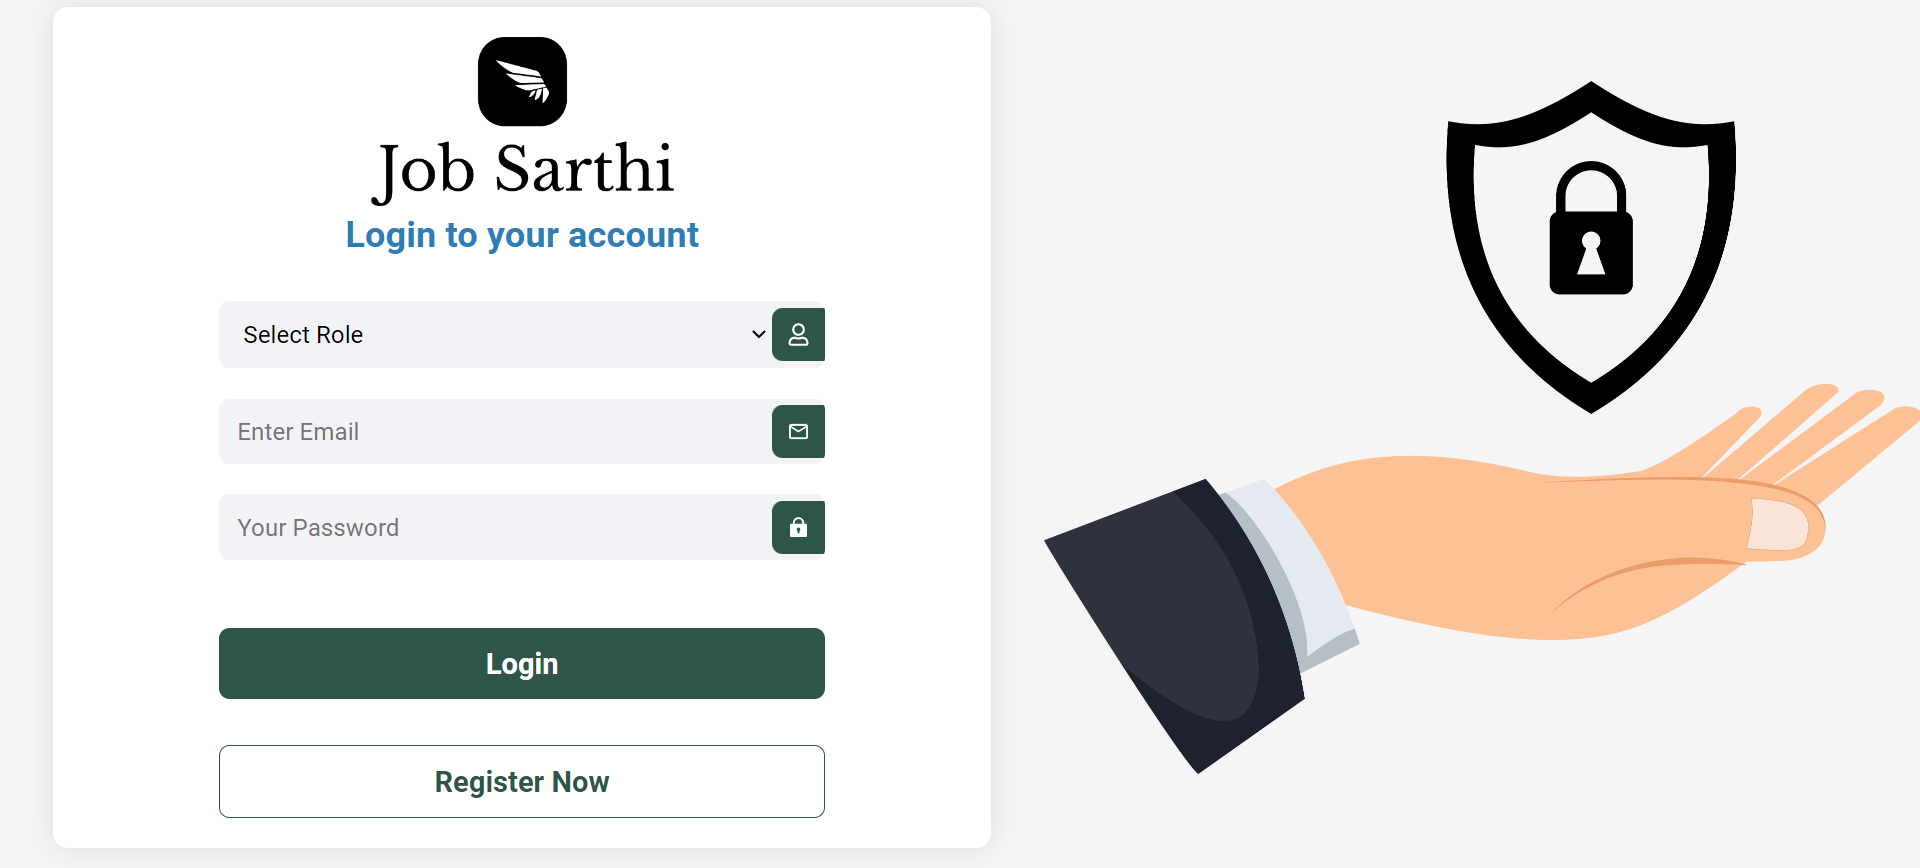 Job Sarthi
Login to your account
Select Role
Enter Email
Your Password
Login
Register Now